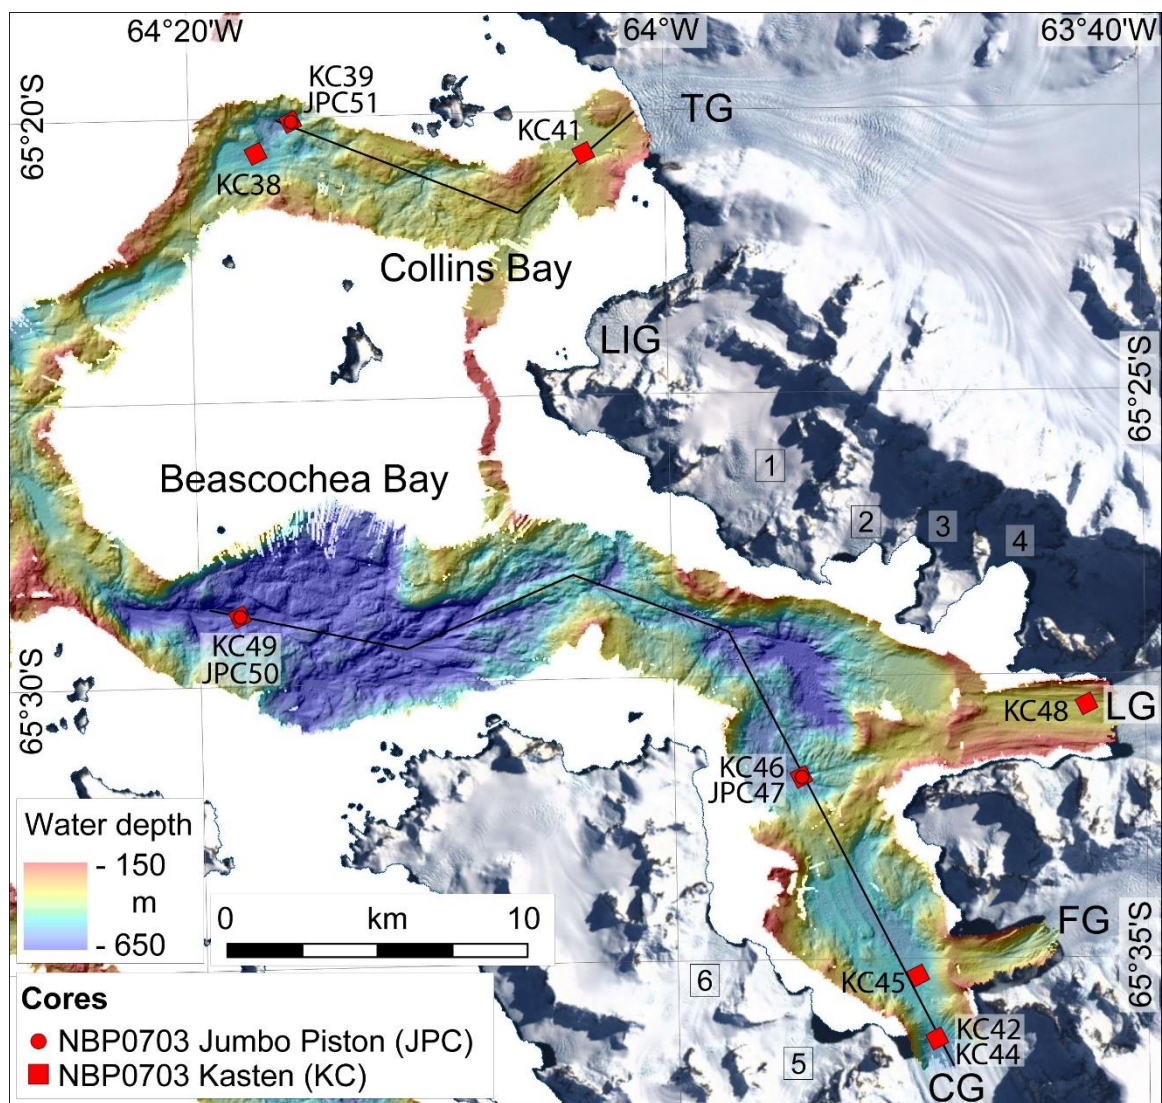 64°20'W
64°W
63°40'W
65°20'S
KC39
JPC51
KC41
TG
KC38
Collins Bay
LIG
65°25'S
Beascochea Bay
1
2
3
4
KC49
JPC50
65°30'S
KC48
LG
KC46
JPC47
Water depth
- 150
m
- 650
0 km 10
FG
65°35'S
6
KC45
5
KC42
KC44
CG
Cores
NBP0703 Jumbo Piston (JPC)
NBP0703 Kasten (KC)